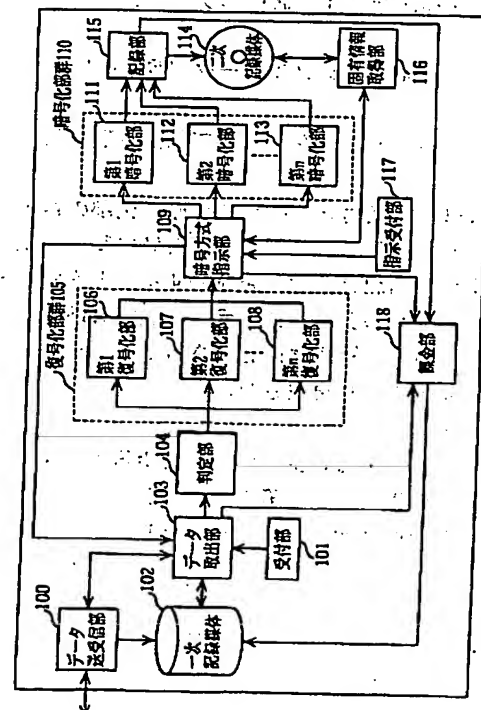 100
データ
送受信部
102
一次
記録媒体
103
データ
取出部
101
受付部
104
判定部
復号化部群105
106
第1
復号化部
107
第2
復号化部
108
第n
復号化部
109
暗号方式
指示部
暗号化部群110
111
第1
暗号化部
112
第2
暗号化部
113
第n
暗号化部
115
記録部
114
一次
記録媒体
固有情報
取得部
116
117
指示受付部
118
課金部